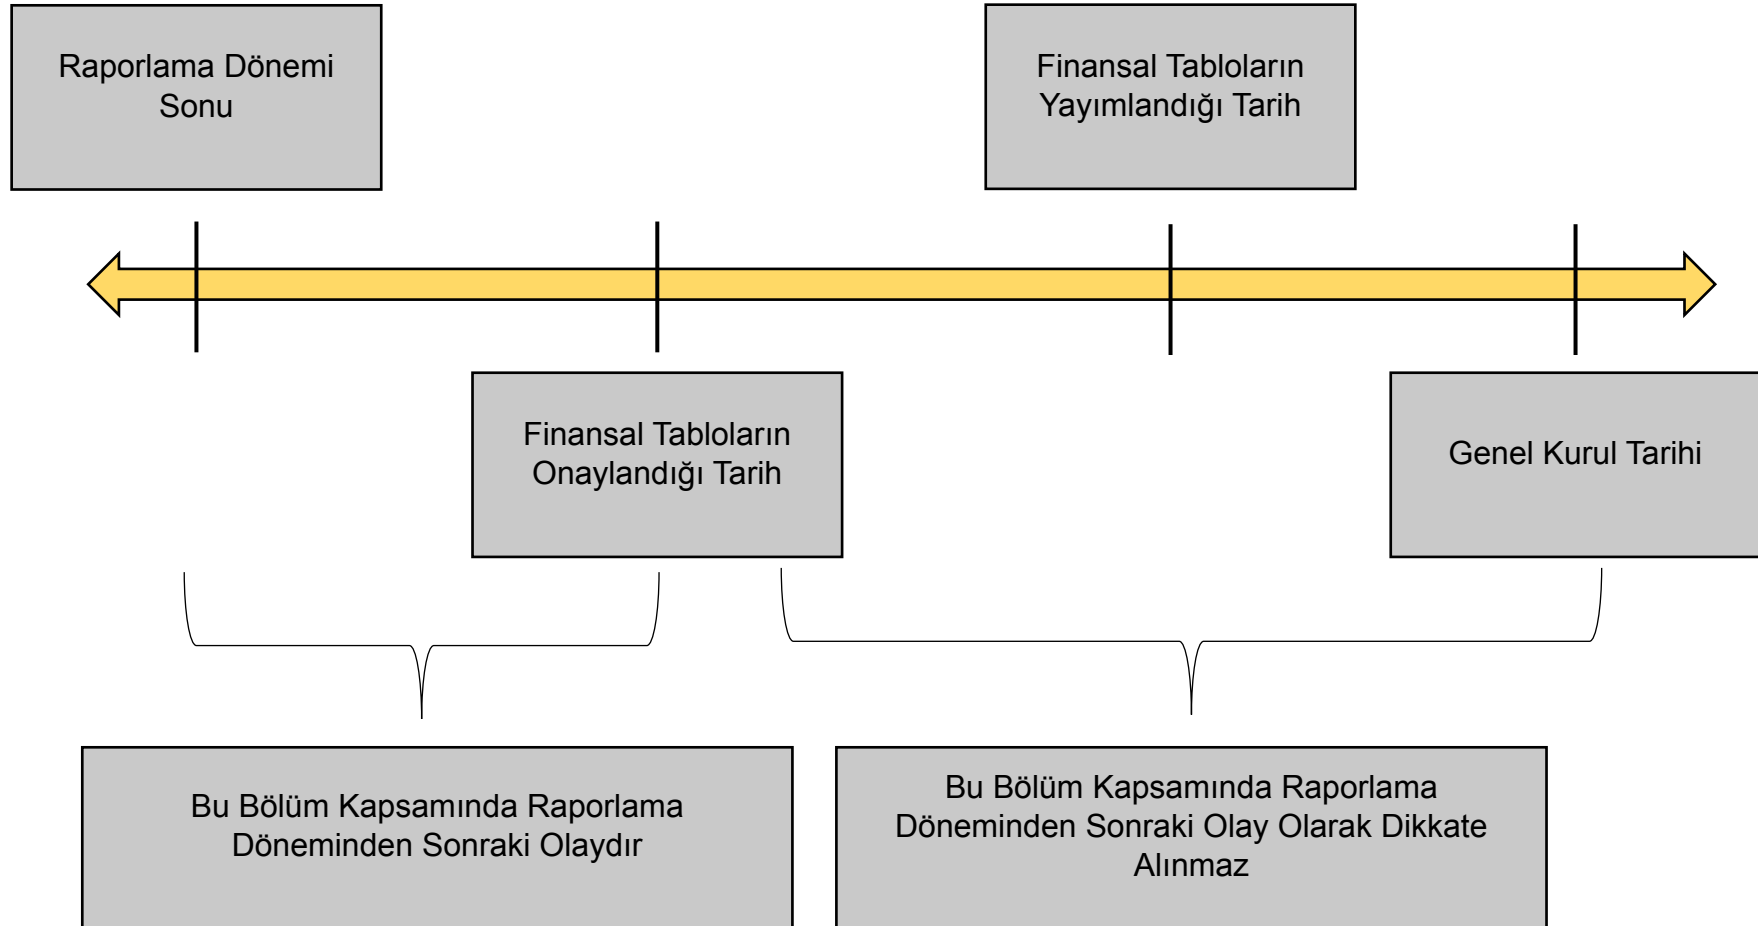 Raporlama Dönemi
Sonu
Finansal Tabloların
Yayımlandığı Tarih
Finansal Tabloların
Onaylandığı Tarih
Genel Kurul Tarihi
Bu Bölüm Kapsamında Raporlama
Döneminden Sonraki Olaydır
Bu Bölüm Kapsamında Raporlama
Döneminden Sonraki Olay Olarak Dikkate
Alınmaz